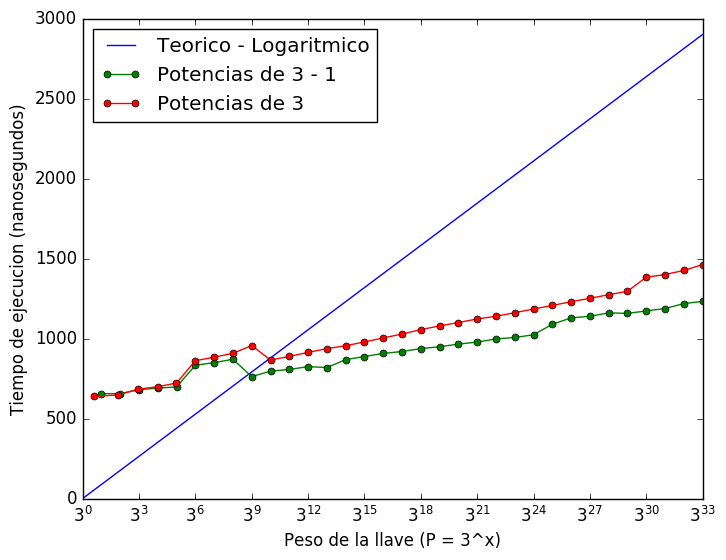 3000
2500
2000
1500
1000
500
0
Tiempo de ejecucion (nanosegundos)
Teorico - Logaritmico
Potencias de 3 - 1
Potencias de 3
3^0 3^3 3^6 3^9 3^12 3^15 3^18 3^21 3^24 3^27 3^30 3^33
Peso de la llave (P = 3^x)